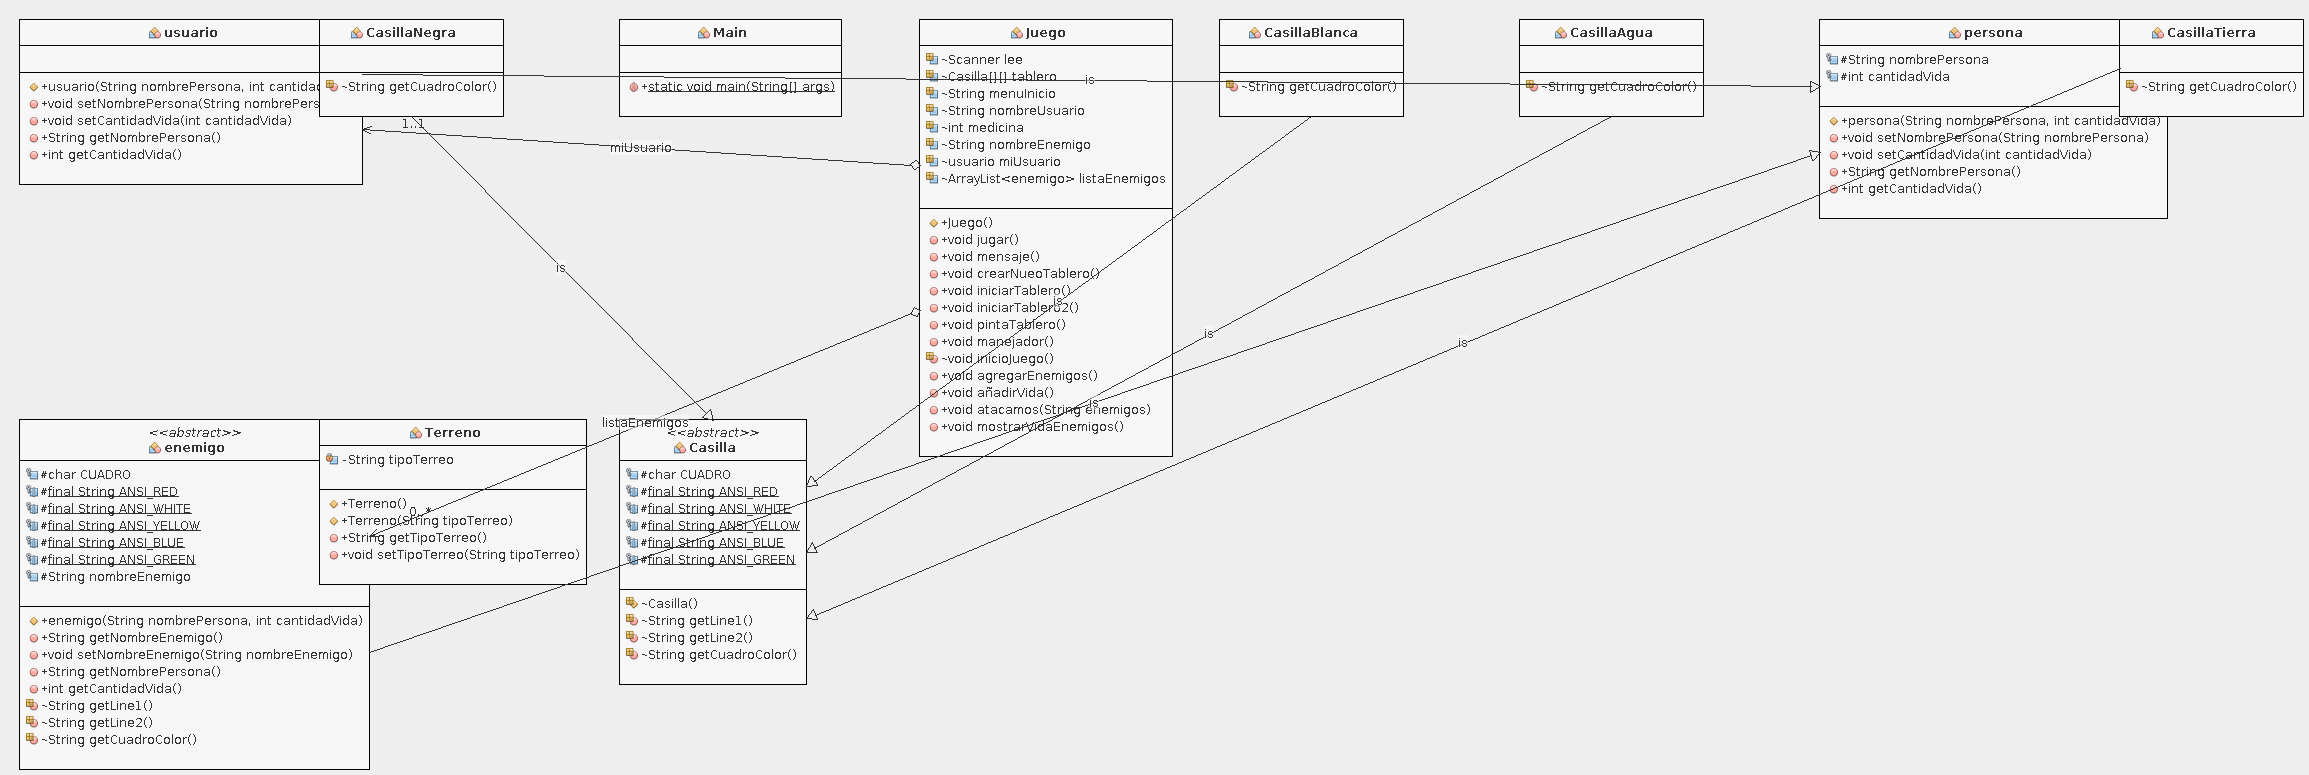 usuario
+usuario(String nombrePersona, int cantidad
+void setNombrePersona(String nombrePers
+void setCantidadVida(int cantidadVida)
+String getNombrePersona()
+int getCantidadVida()
CasillaNegra
~String getCuadroColor()
Main
+static void main(String[] args)
Juego
~Scanner lee
~Casilla[][] tablero
~String menuInicio
~String nombreUsuario
~int medicina
~String nombreEnemigo
~usuario miUsuario
~ArrayList<enemigo> listaEnemigos
+Juego()
+void jugar()
+void mensaje()
+void crearNueoTablero()
+void iniciarTablero()
+void iniciarTablero2()
+void pintaTablero()
+void manejador()
~void inicioJuego()
+void agregarEnemigos()
+void añadirVida()
+void atacamos(String enemigos)
+void mostrarVidaEnemigos()
CasillaBlanca
~String getCuadroColor()
CasillaAgua
~String getCuadroColor()
persona
#String nombrePersona
#int cantidadVida
+persona(String nombrePersona, int cantidadVida)
+void setNombrePersona(String nombrePersona)
+void setCantidadVida(int cantidadVida)
+String getNombrePersona()
+int getCantidadVida()
CasillaTierra
~String getCuadroColor()
is
1..1
miUsuario
is
is
is
is
is
listaEnemigos
0..*
<<abstract>>
enemigo
#char CUADRO
#final String ANSI_RED
#final String ANSI_WHITE
#final String ANSI_YELLOW
#final String ANSI_BLUE
#final String ANSI_GREEN
#String nombreEnemigo
+enemigo(String nombrePersona, int cantidadVida)
+String getNombreEnemigo()
+void setNombreEnemigo(String nombreEnemigo)
+String getNombrePersona()
+int getCantidadVida()
~String getLine1()
~String getLine2()
~String getCuadroColor()
Terreno
-String tipoTerreo
+Terreno()
+Terreno(String tipoTerreo)
+String getTipoTerreo()
+void setTipoTerreo(String tipoTerreo)
<<abstract>>
Casilla
#char CUADRO
#final String ANSI_RED
#final String ANSI_WHITE
#final String ANSI_YELLOW
#final String ANSI_BLUE
#final String ANSI_GREEN
~Casilla()
~String getLine1()
~String getLine2()
~String getCuadroColor()